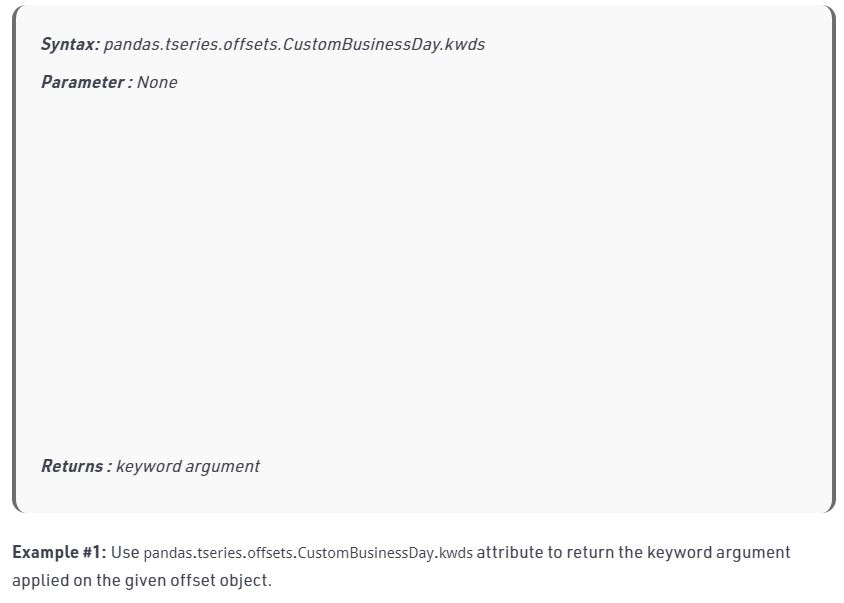 Syntax: pandas.tseries.offsets.CustomBusinessDay.kwds
Parameter : None
Returns : keyword argument
Example #1: Use pandas.tseries.offsets.CustomBusinessDay.kwds attribute to return the keyword argument
applied on the given offset object.